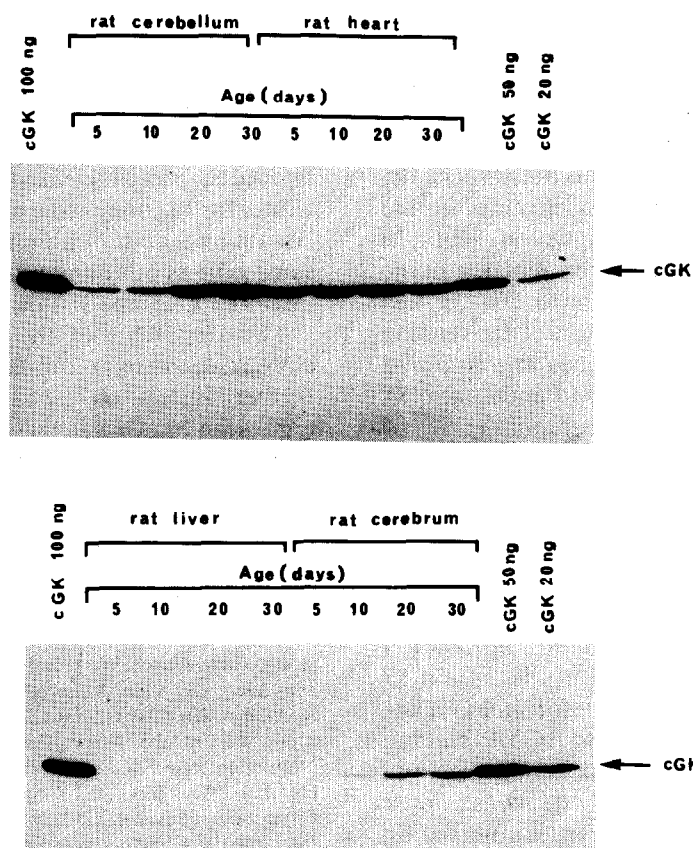 rat cerebellum rat heart
cGK 100 ng
Age (days)
5 10 20 30 5 10 20 30
cGK 50 ng
cGK 20 ng
cGK
rat liver rat cerebrum
cGK 100 ng
Age (days)
5 10 20 30 5 10 20 30
cGK 50 ng
cGK 20 ng
cGK